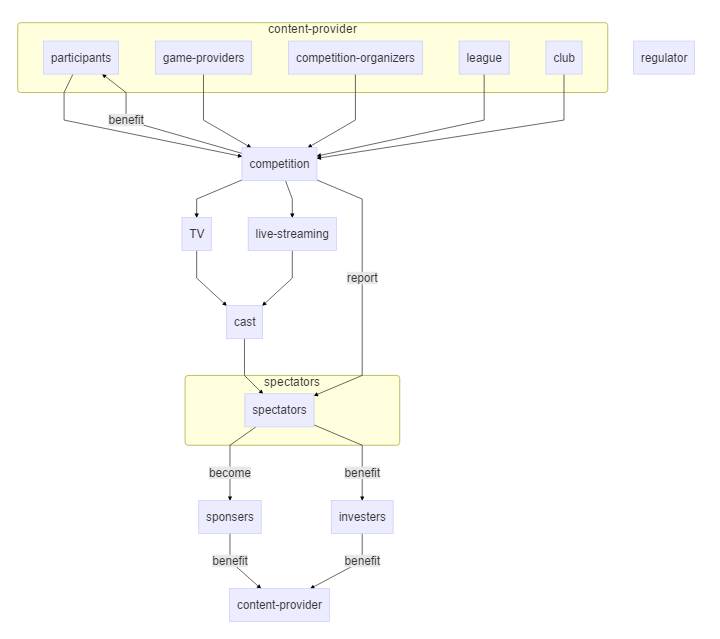 content-provider
participants
game-providers
competition-organizers
league
club
regulator
benefit
competition
TV
live-streaming
report
cast
spectators
spectators
become
benefit
sponsers
investers
benefit
benefit
content-provider